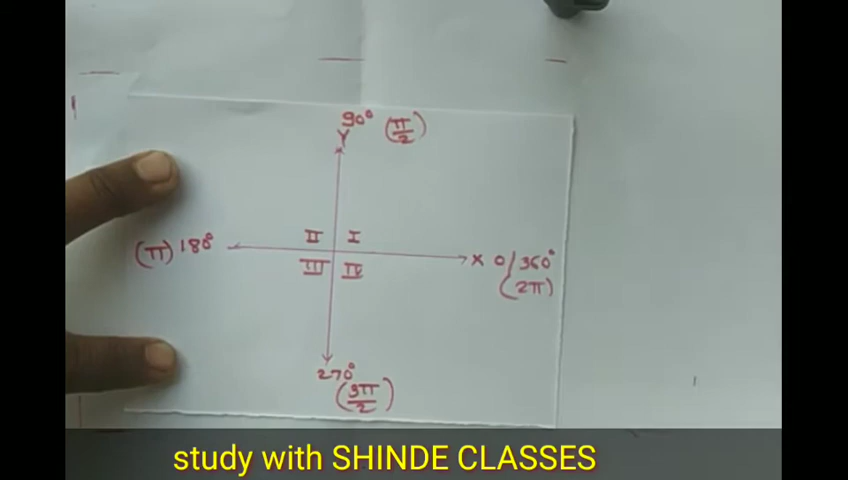 90° (π/2)
Y
II I
(π) 180°
X 0/360°
(2π)
III IV
270°
(3π/2)
study with SHINDE CLASSES